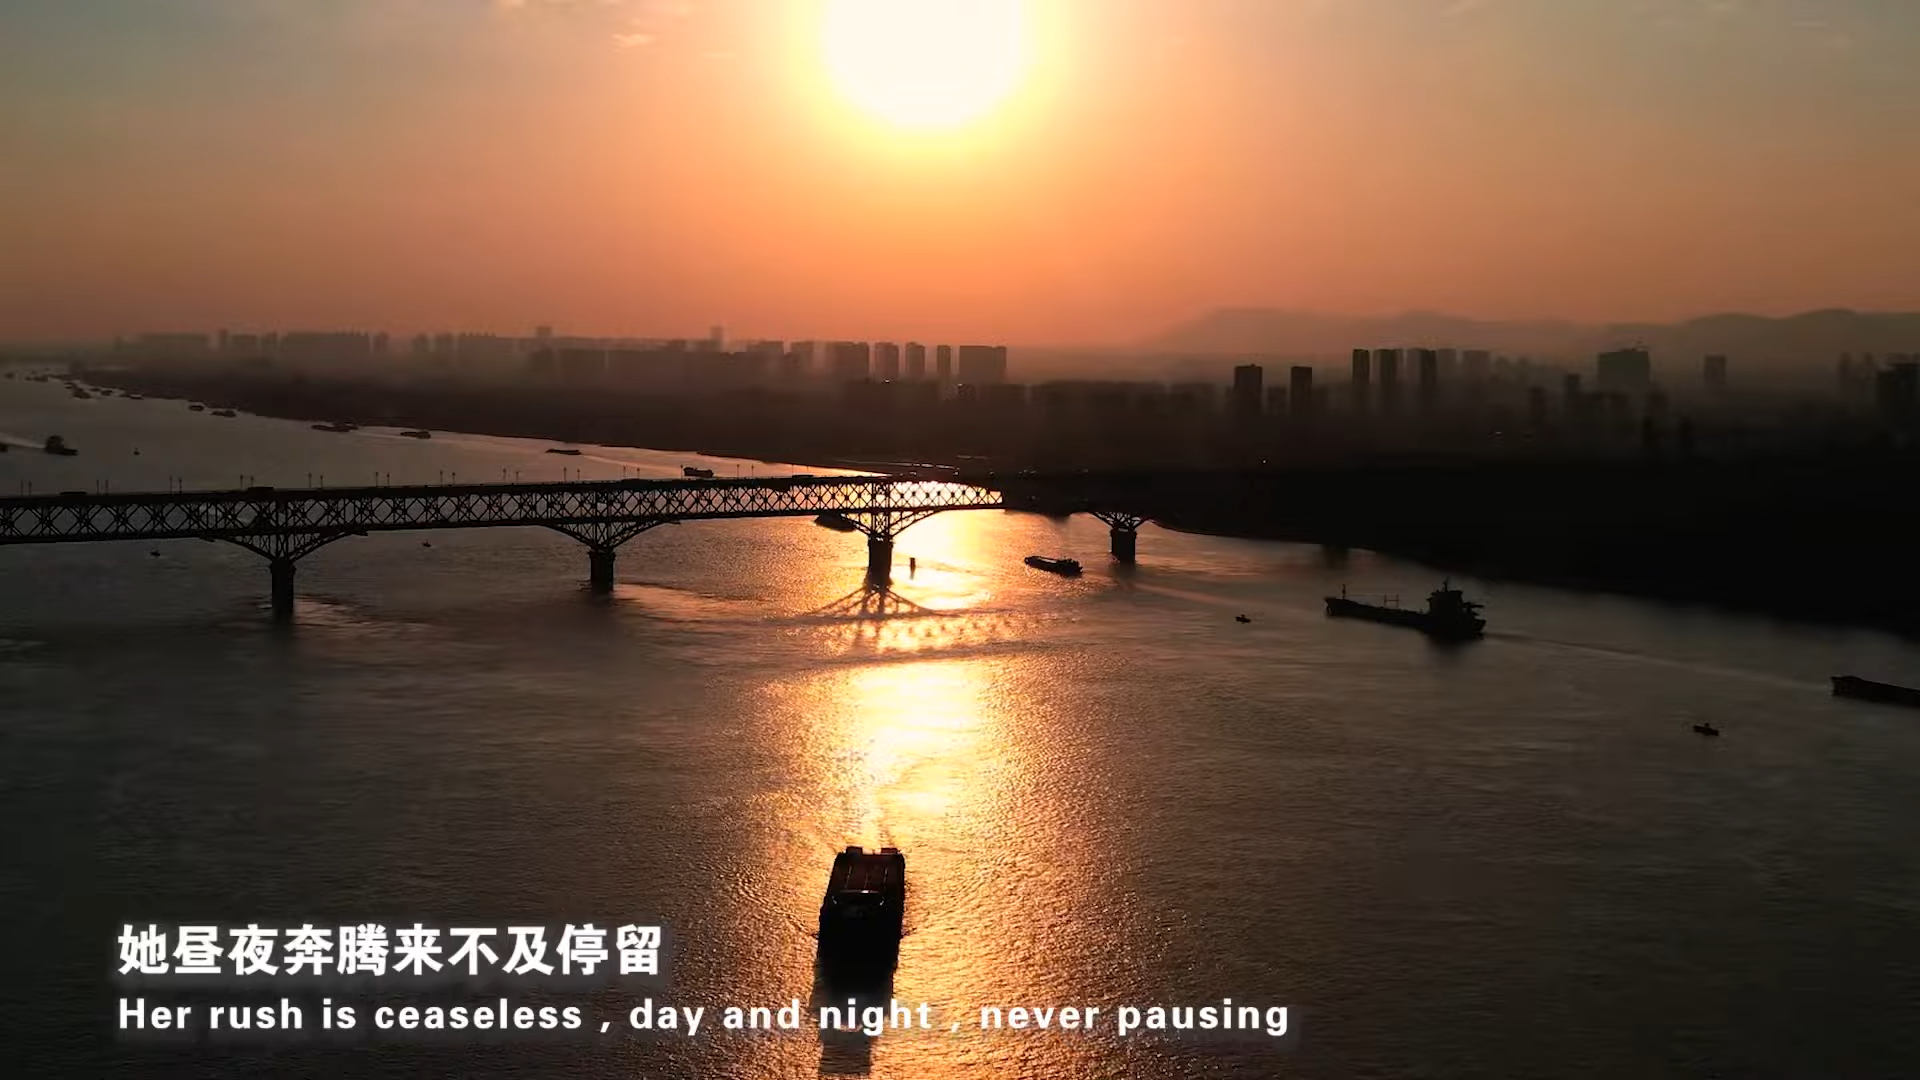 她昼夜奔腾来不及停留
Her rush is ceaseless , day and night , never pausing